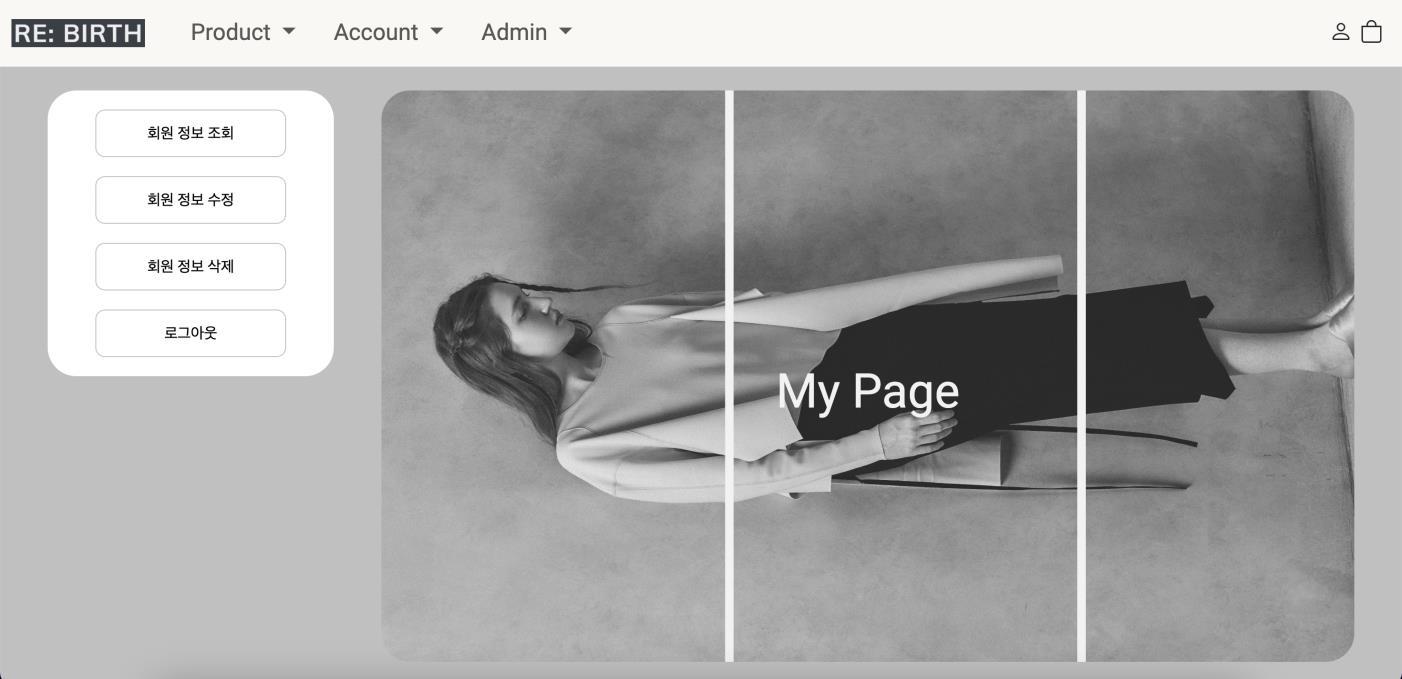 RE: BIRTH
Product
Account
Admin
회원 정보 조회
회원 정보 수정
회원 정보 삭제
로그아웃
My Page